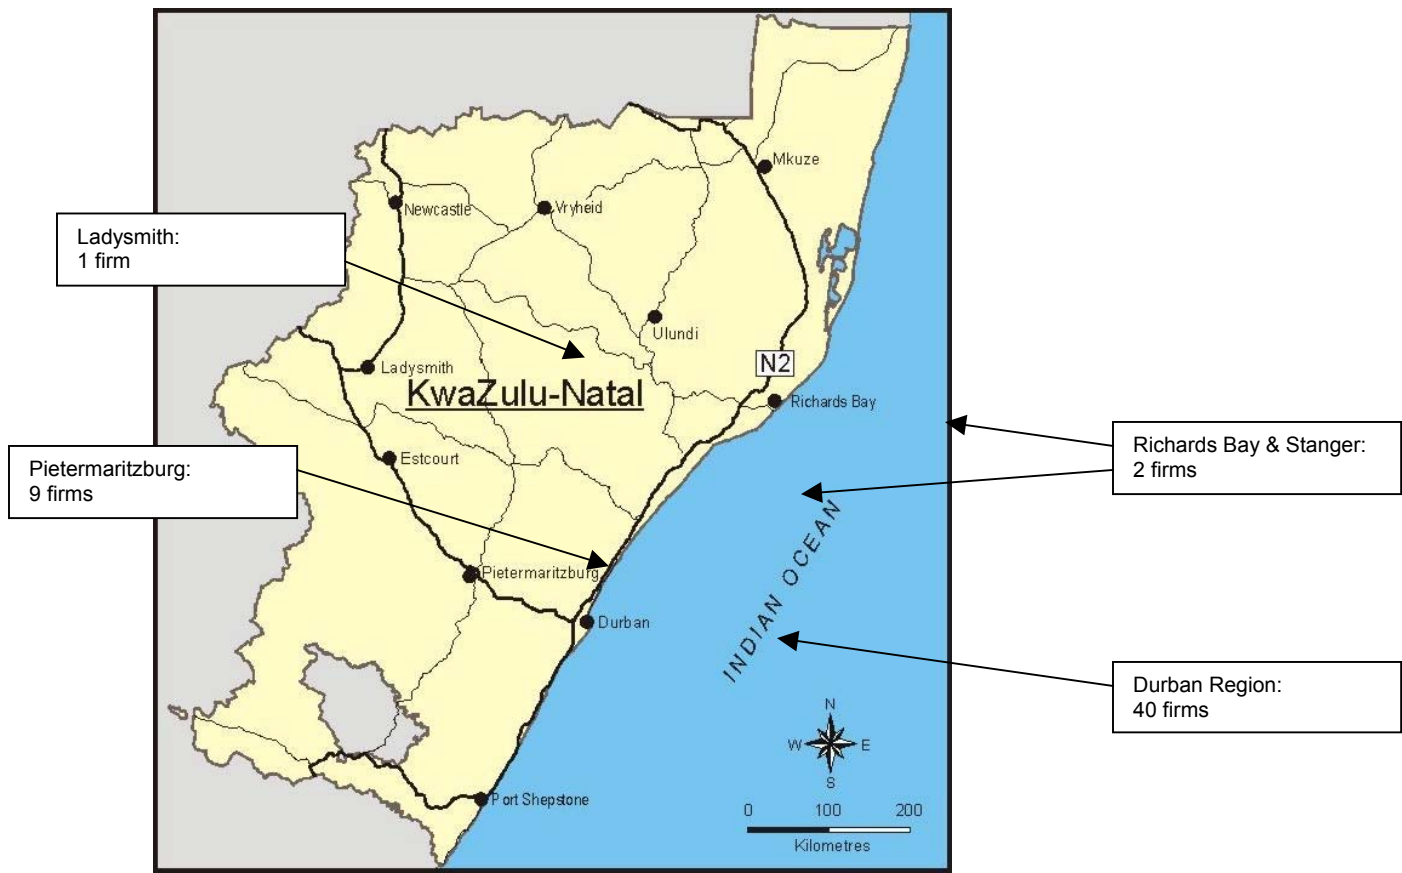 Mkuze
Newcastle
Vryheid
Ladysmith:
1 firm
Ulundi
N2
Ladysmith
KwaZulu-Natal
Richards Bay
Richards Bay & Stanger:
2 firms
Estcourt
Pietermaritzburg:
9 firms
INDIAN OCEAN
Pietermaritzburg
Durban
Durban Region:
40 firms
N
W E
S
Port Shepstone
0 100 200
Kilometres